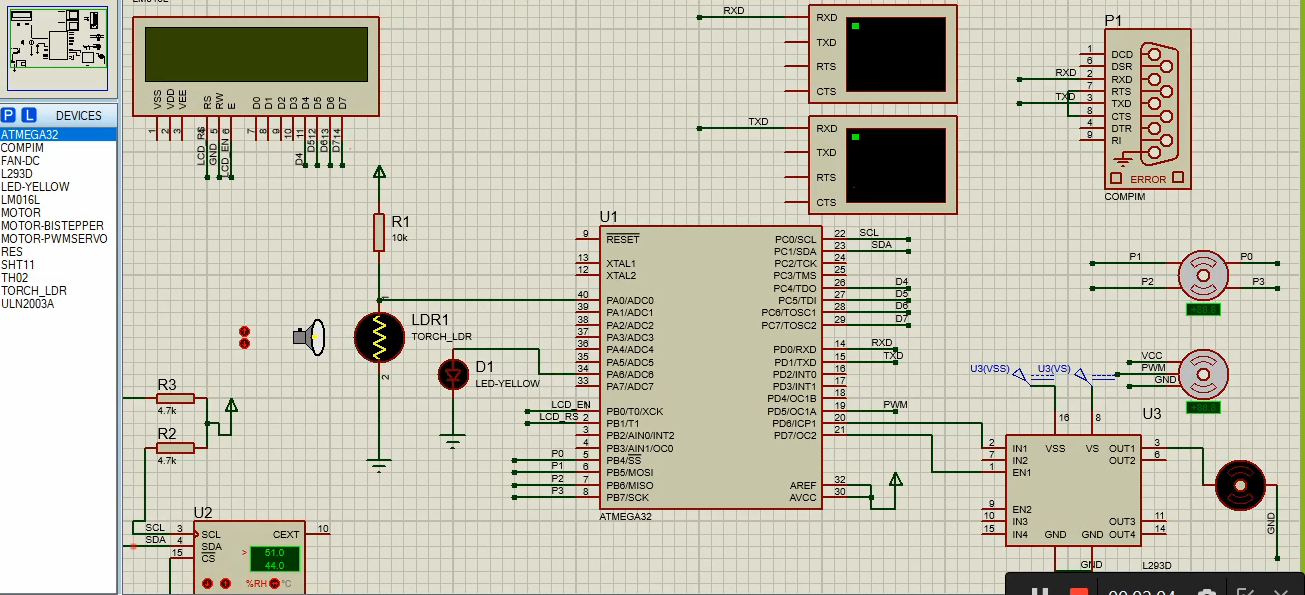 DEVICES
P L
ATMEGA32
COMPIM
FAN-DC
L293D
LED-YELLOW
LM016L
MOTOR
MOTOR-BISTEPPER
MOTOR-PWMSERVO
RES
SHT11
TH02
TORCH_LDR
ULN2003A
VSS VDD VEE RS RW E D0 D1 D2 D3 D4 D5 D6 D7
1 2 3 4 5 6 7 8 9 10 11 12 13 14
LCD_RS GND LCD_EN D4 D5 D6 D7
RXD
RXD
TXD
RTS
CTS
TXD
RXD
TXD
RTS
CTS
P1
1 DCD
6 DSR
RXD 2 RXD
7 RTS
TXD 3 TXD
8 CTS
4 DTR
9 RI
ERROR
COMPIM
R1
10k
LDR1
TORCH_LDR
1
2
D1
LED-YELLOW
R3
4.7k
R2
4.7k
U1
9 RESET
13 XTAL1
12 XTAL2
40 PA0/ADC0
39 PA1/ADC1
38 PA2/ADC2
37 PA3/ADC3
36 PA4/ADC4
35 PA5/ADC5
34 PA6/ADC6
33 PA7/ADC7
LCD_EN 1 PB0/T0/XCK
LCD_RS 2 PB1/T1
3 PB2/AIN0/INT2
4 PB3/AIN1/OC0
P0 5 PB4/SS
P1 6 PB5/MOSI
P2 7 PB6/MISO
P3 8 PB7/SCK
PC0/SCL 22 SCL
PC1/SDA 23 SDA
PC2/TCK 24
PC3/TMS 25
PC4/TDO 26 D4
PC5/TDI 27 D5
PC6/TOSC1 28 D6
PC7/TOSC2 29 D7
PD0/RXD 14 RXD
PD1/TXD 15 TXD
PD2/INT0 16
PD3/INT1 17
PD4/OC1B 18
PD5/OC1A 19 PWM
PD6/ICP1 20
PD7/OC2 21
AREF 32
AVCC 30
ATMEGA32
P1 P0
P2 P3
VCC
PWM
GND
U3(VSS) U3(VS)
U3
16 8
2 IN1 VSS VS OUT1 3
7 IN2 OUT2 6
1 EN1
9 EN2
10 IN3 OUT3 11
15 IN4 GND GND OUT4 14
GND
L293D
GND
U2
SCL 3 SCL CEXT 10
SDA 4 SDA
15 CS
>
51.0
44.0
%RH °C